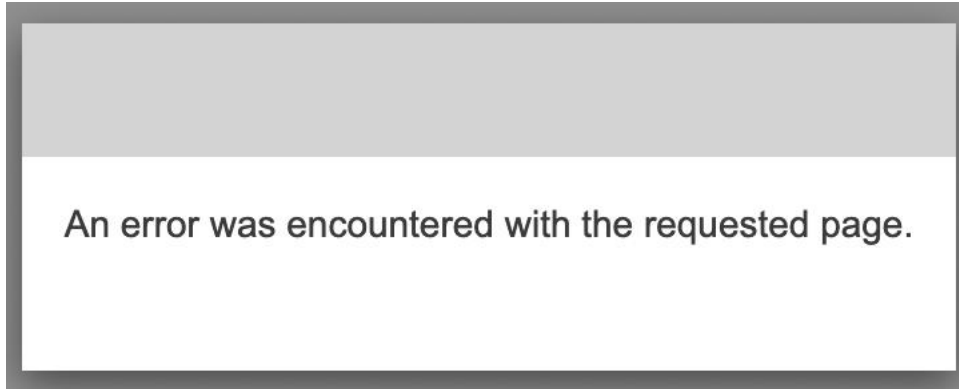 An error was encountered with the requested page.